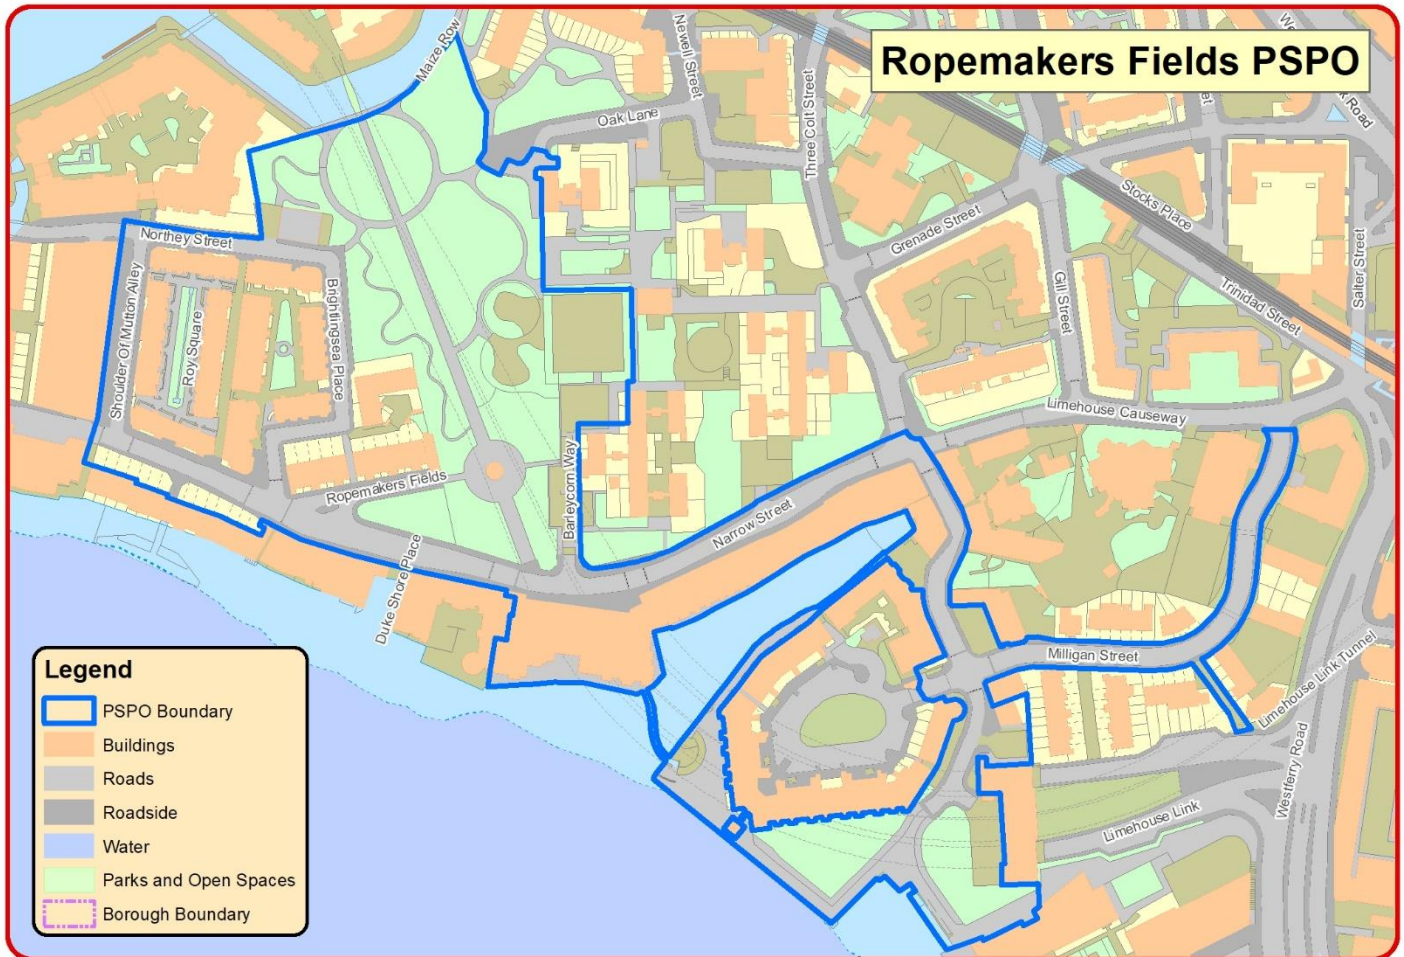 Ropemakers Fields PSPO
Maize Row
Newell Street
Oak Lane
Three Colt Street
Road
Stocks Place
Grenade Street
Salter Street
Trinidad Street
Gill Street
Northey Street
Shoulder Of Mutton Alley
Roy Square
Brightlingsea Place
Limehouse Causeway
Ropemakers Fields
Barleycorn Way
Narrow Street
Duke Shore Place
Milligan Street
Limehouse Link Tunnel
Westferry Road
Limehouse Link
Legend
PSPO Boundary
Buildings
Roads
Roadside
Water
Parks and Open Spaces
Borough Boundary